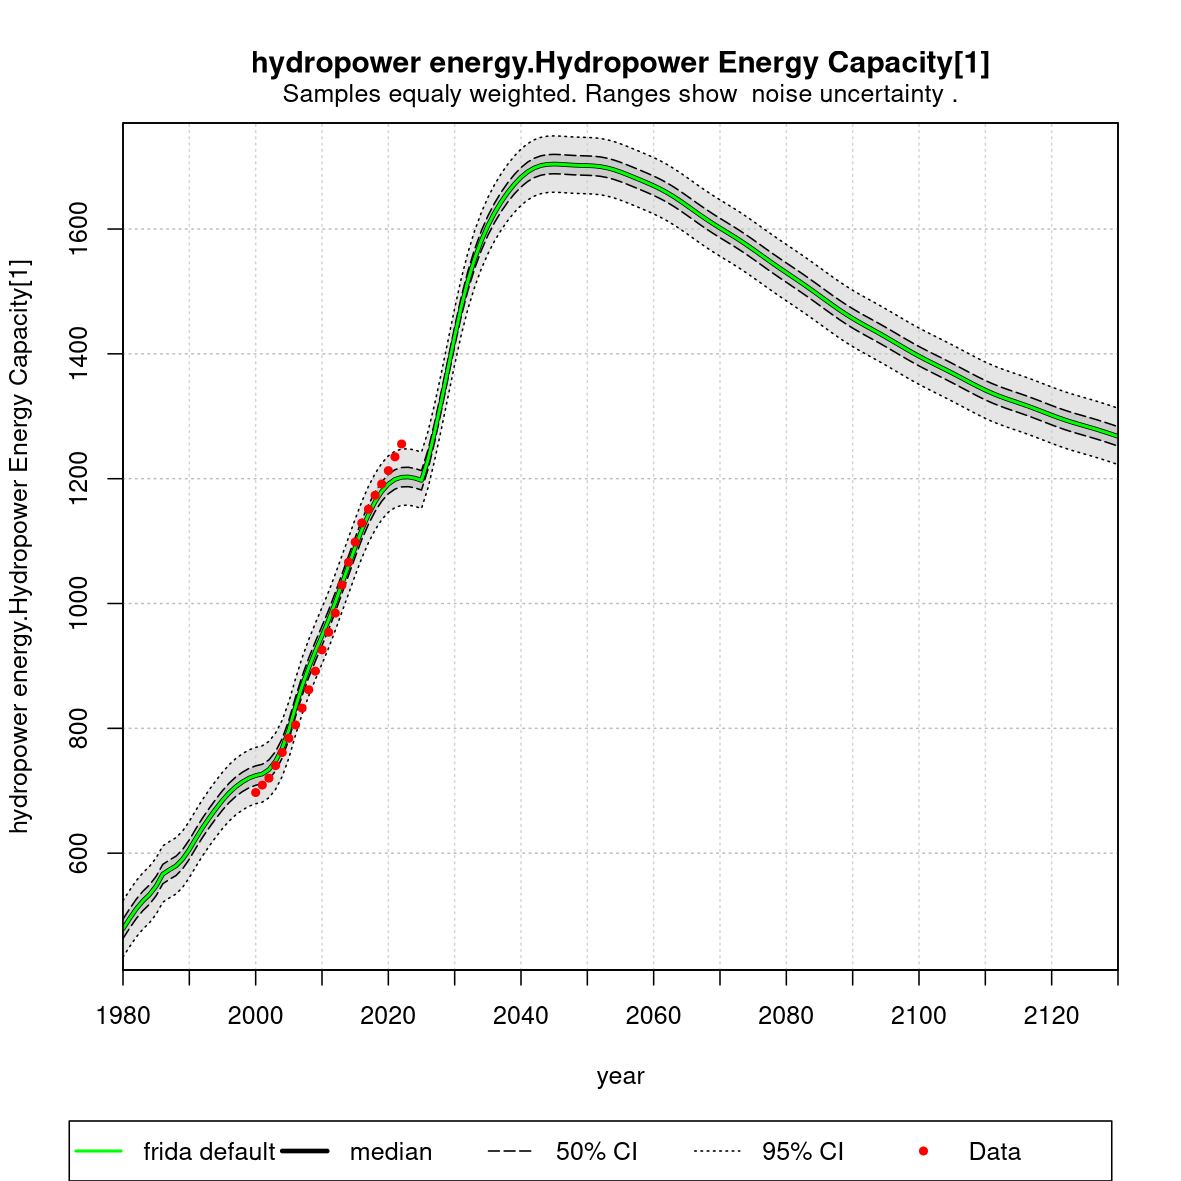 hydropower energy.Hydropower Energy Capacity[1]
Samples equaly weighted. Ranges show  noise uncertainty .
hydropower energy.Hydropower Energy Capacity[1]
1600
1400
1200
1000
800
600
1980 2000 2020 2040 2060 2080 2100 2120
year
frida default median 50% CI 95% CI Data